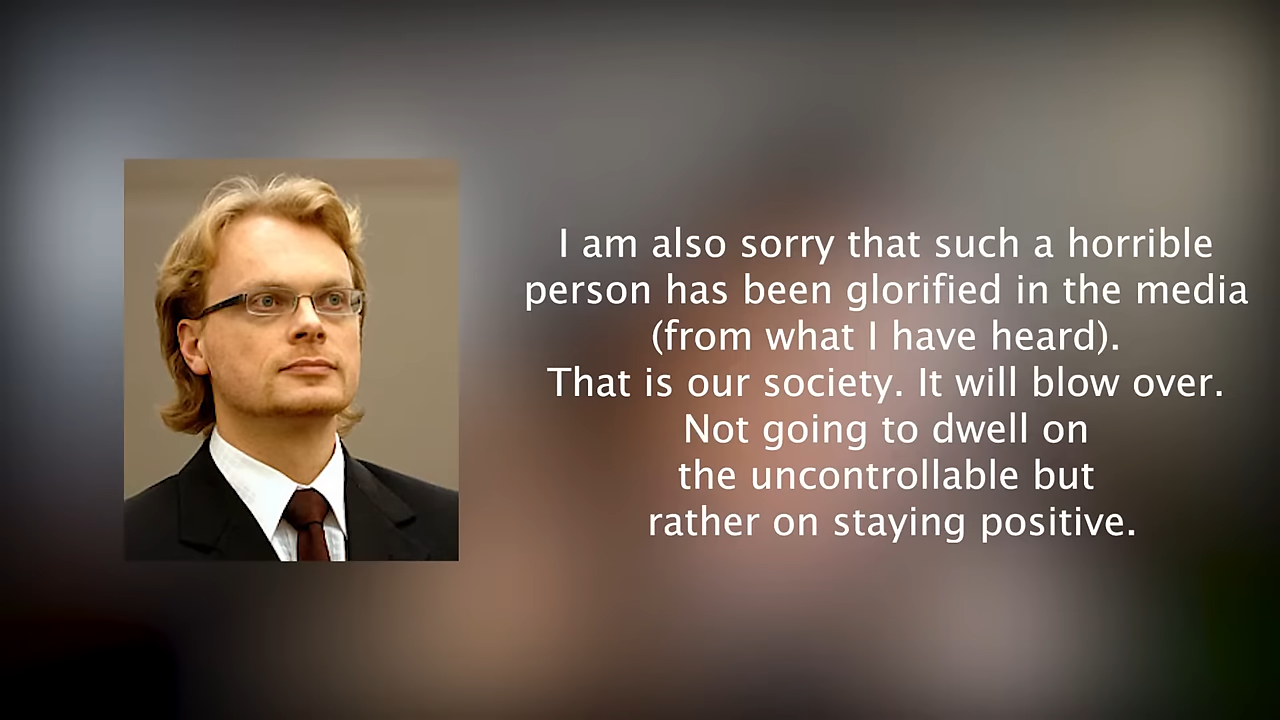 I am also sorry that such a horrible
person has been glorified in the media
(from what I have heard).
That is our society. It will blow over.
Not going to dwell on
the uncontrollable but
rather on staying positive.